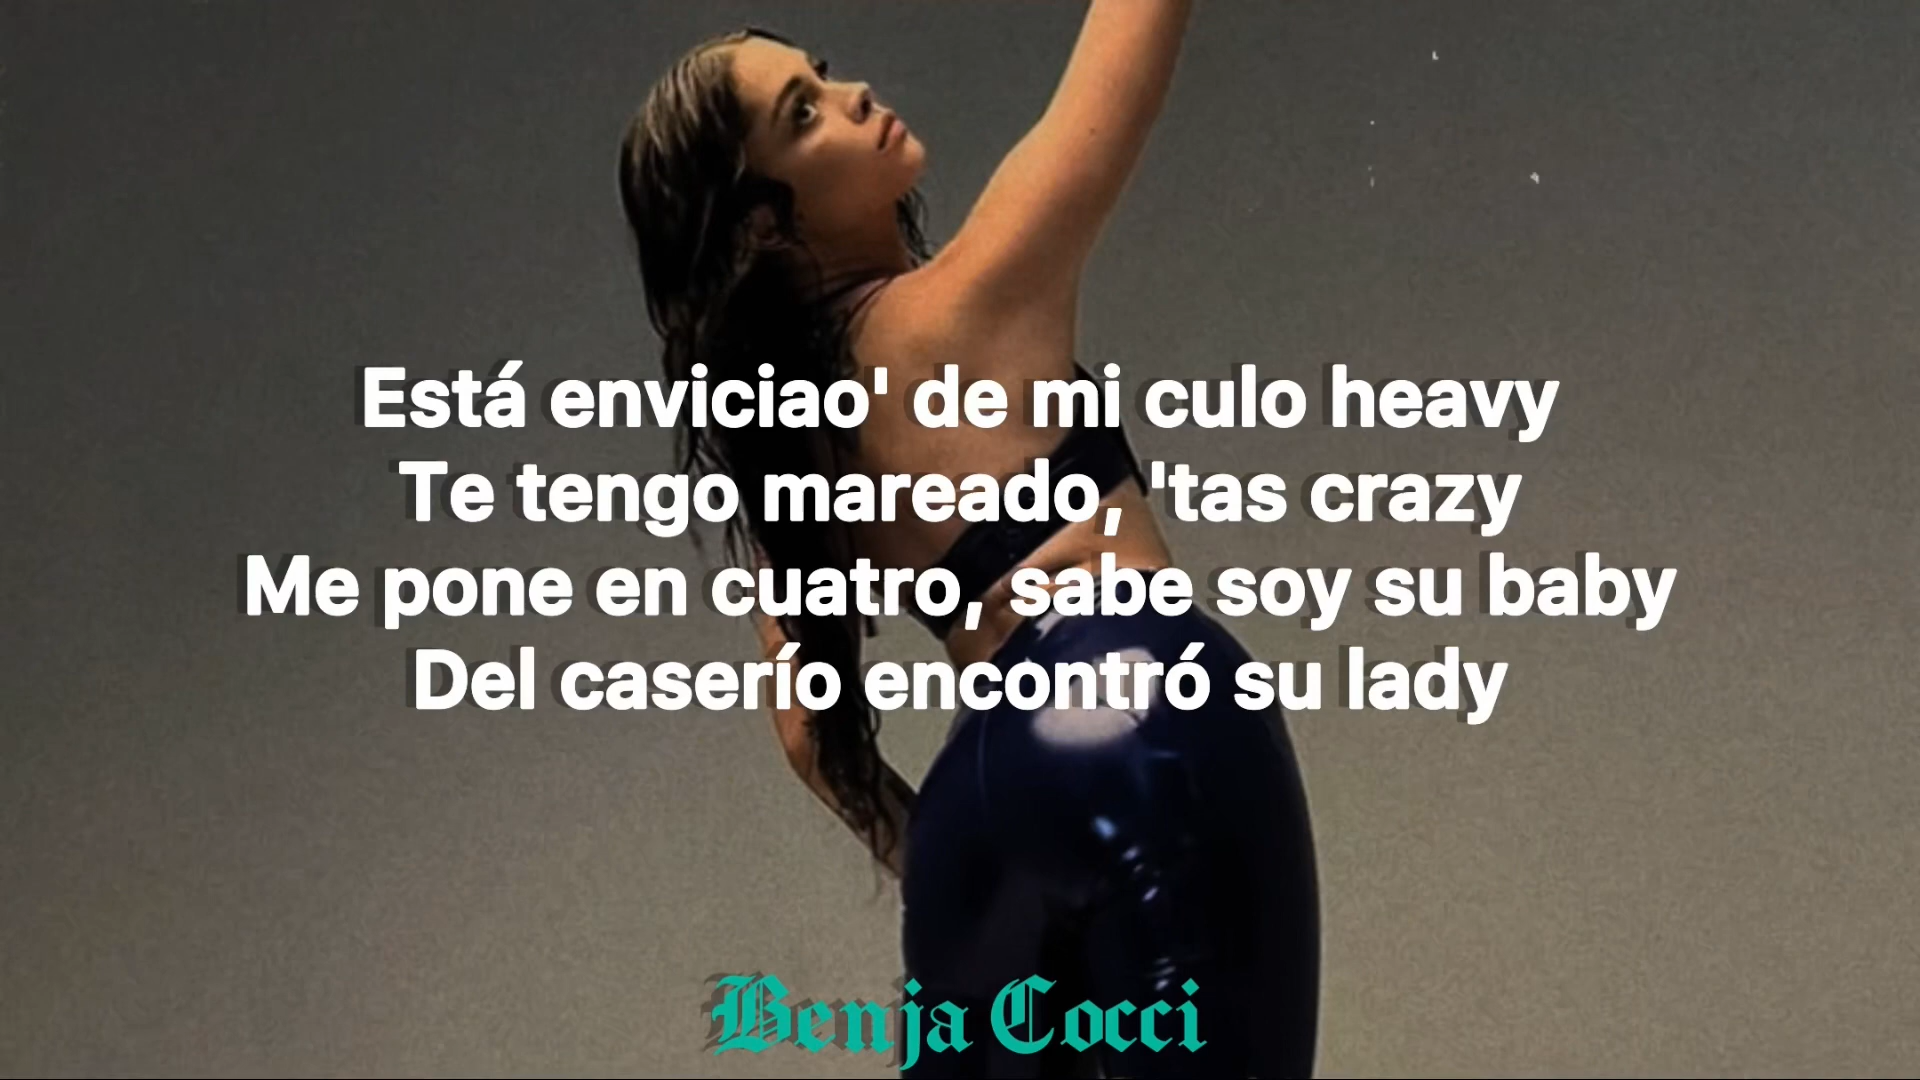 Está enviciao' de mi culo heavy
Te tengo mareado, 'tas crazy
Me pone en cuatro, sabe soy su baby
Del caserío encontró su lady
Benja Cocci